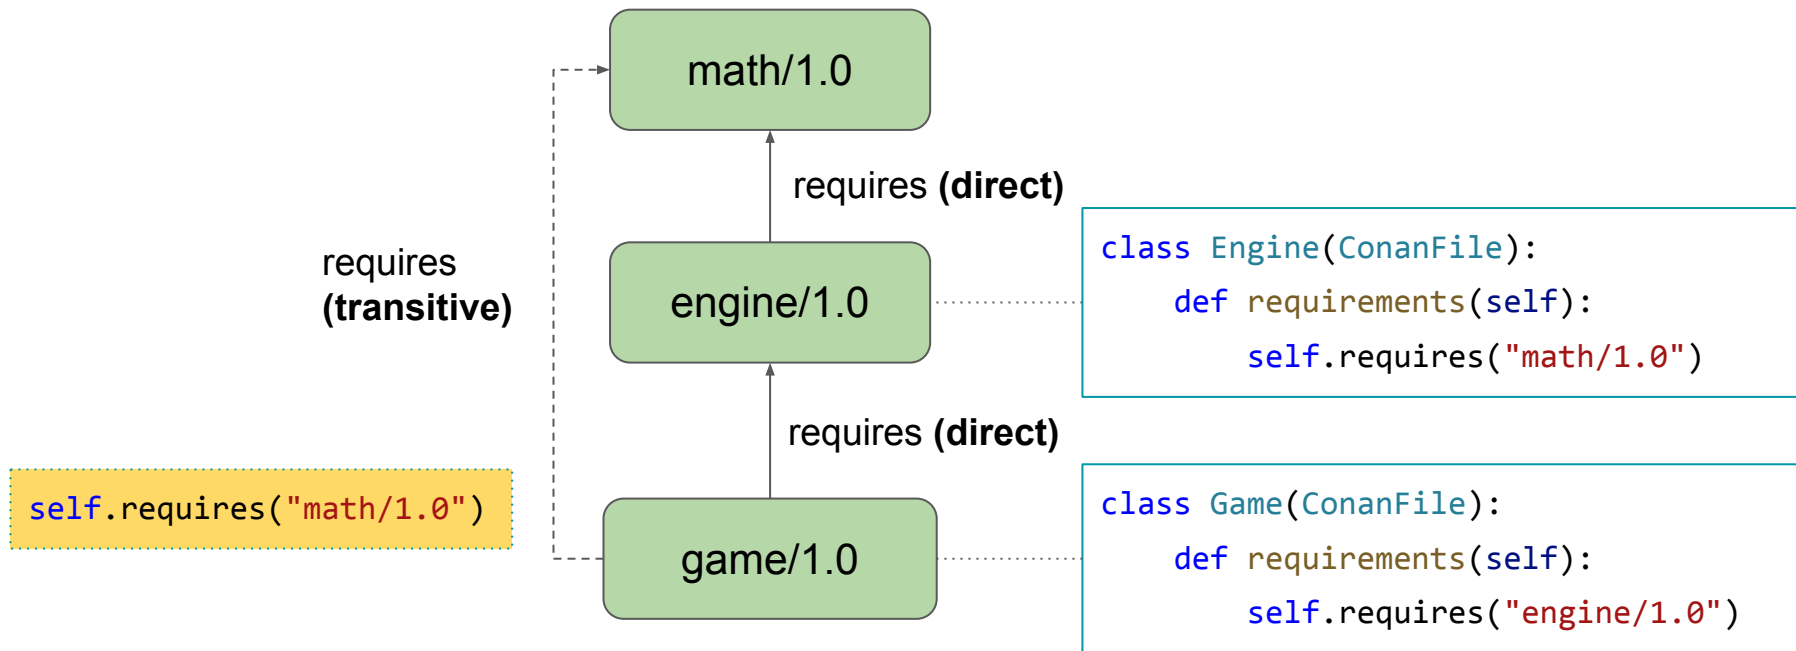 math/1.0
requires (direct)
class Engine(ConanFile):
def requirements(self):
self.requires("math/1.0")
requires
(transitive)
engine/1.0
requires (direct)
self.requires("math/1.0")
game/1.0
class Game(ConanFile):
def requirements(self):
self.requires("engine/1.0")